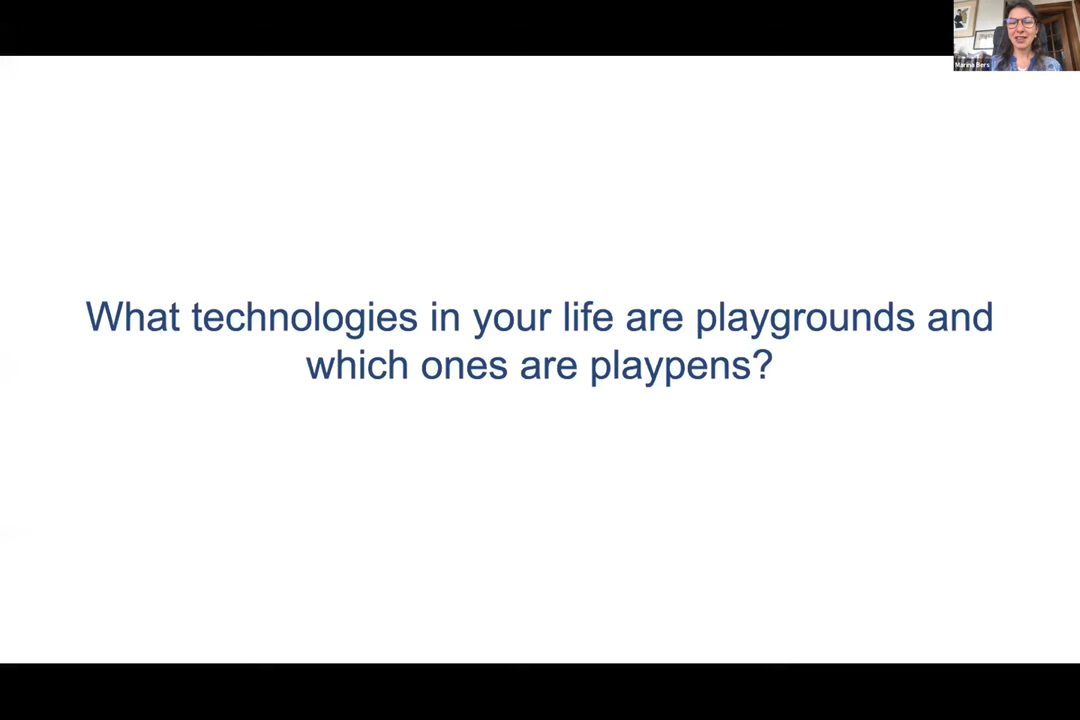 Marina Bers
What technologies in your life are playgrounds and
which ones are playpens?